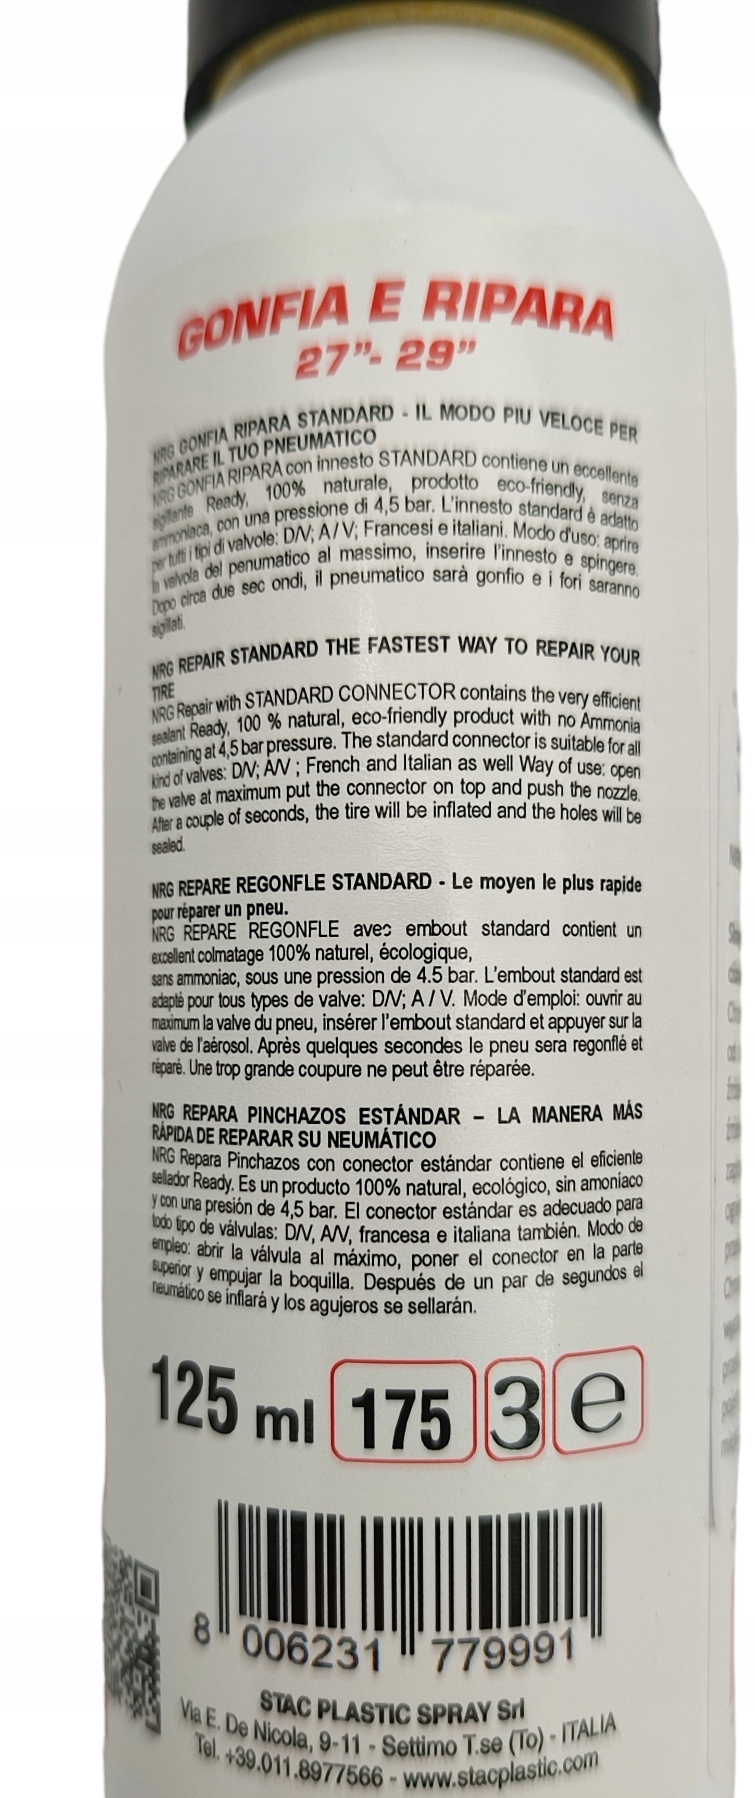 GONFIA E RIPARA
27”- 29”
NRG GONFIA RIPARA STANDARD - IL MODO PIU VELOCE PER
RIPARARE IL TUO PNEUMATICO
NRG GONFIA RIPARA con innesto STANDARD contiene un eccellente
sigillante Ready, 100% naturale, prodotto eco-friendly, senza
ammoniaca, con una pressione di 4,5 bar. L'innesto standard è adatto
per tutti i tipi di valvole: D/V; A / V; Francesi e italiani. Modo d'uso: aprire
la valvola del penumatico al massimo, inserire l'innesto e spingere.
Dopo circa due sec ondi, il pneumatico sarà gonfio e i fori saranno
sigillati.
NRG REPAIR STANDARD THE FASTEST WAY TO REPAIR YOUR
TIRE
NRG Repair with STANDARD CONNECTOR contains the very efficient
sealant Ready, 100 % natural, eco-friendly product with no Ammonia
containing at 4,5 bar pressure. The standard connector is suitable for all
kind of valves: D/V; A/V ; French and Italian as well Way of use: open
the valve at maximum put the connector on top and push the nozzle.
After a couple of seconds, the tire will be inflated and the holes will be
sealed.
NRG REPARE REGONFLE STANDARD - Le moyen le plus rapide
pour réparer un pneu.
NRG REPARE REGONFLE avec embout standard contient un
excellent colmatage 100% naturel, écologique,
sans ammoniac, sous une pression de 4.5 bar. L'embout standard est
adapté pour tous types de valve: D/V; A / V. Mode d'emploi: ouvrir au
maximum la valve du pneu, insérer l'embout standard et appuyer sur la
valve de l'aérosol. Après quelques secondes le pneu sera regonflé et
réparé. Une trop grande coupure ne peut être réparée.
NRG REPARA PINCHAZOS ESTÁNDAR – LA MANERA MÁS
RÁPIDA DE REPARAR SU NEUMÁTICO
NRG Repara Pinchazos con conector estándar contiene el eficiente
sellador Ready. Es un producto 100% natural, ecológico, sin amoníaco
y con una presión de 4,5 bar. El conector estándar es adecuado para
todo tipo de válvulas: D/V, A/V, francesa e italiana también. Modo de
empleo: abrir la válvula al máximo, poner el conector en la parte
superior y empujar la boquilla. Después de un par de segundos el
neumático se inflará y los agujeros se sellarán.
125 ml 175 3 e
8 006231 779991
STAC PLASTIC SPRAY Srl
Via E. De Nicola, 9-11 - Settimo T.se (To) - ITALIA
Tel. +39.011.8977566 - www.stacplastic.com